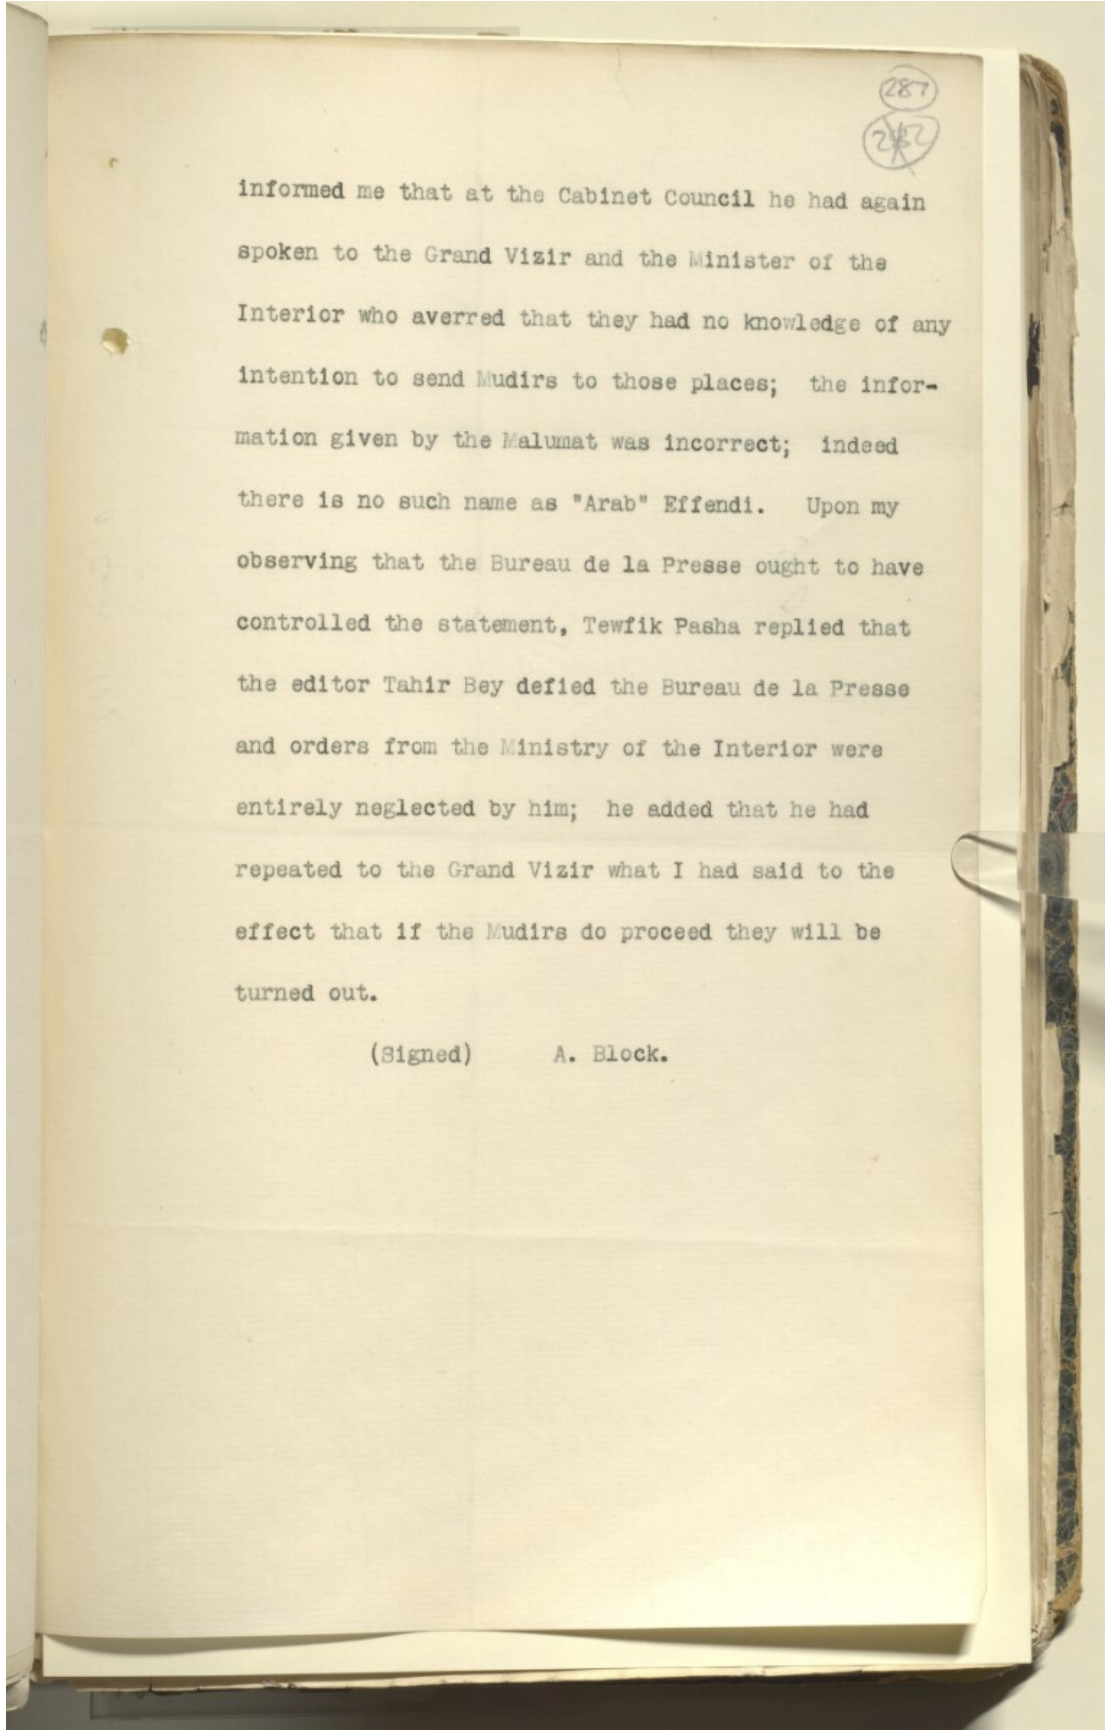 287
informed me that at the Cabinet Council he had again
spoken to the Grand Vizir and the Minister of the
Interior who averred that they had no knowledge of any
intention to send Mudirs to those places; the infor-
mation given by the Malumat was incorrect; indeed
there is no such name as "Arab" Effendi. Upon my
observing that the Bureau de la Presse ought to have
controlled the statement, Tewfik Pasha replied that
the editor Tahir Bey defied the Bureau de la Presse
and orders from the Ministry of the Interior were
entirely neglected by him; he added that he had
repeated to the Grand Vizir what I had said to the
effect that if the Mudirs do proceed they will be
turned out.
(Signed) A. Block.